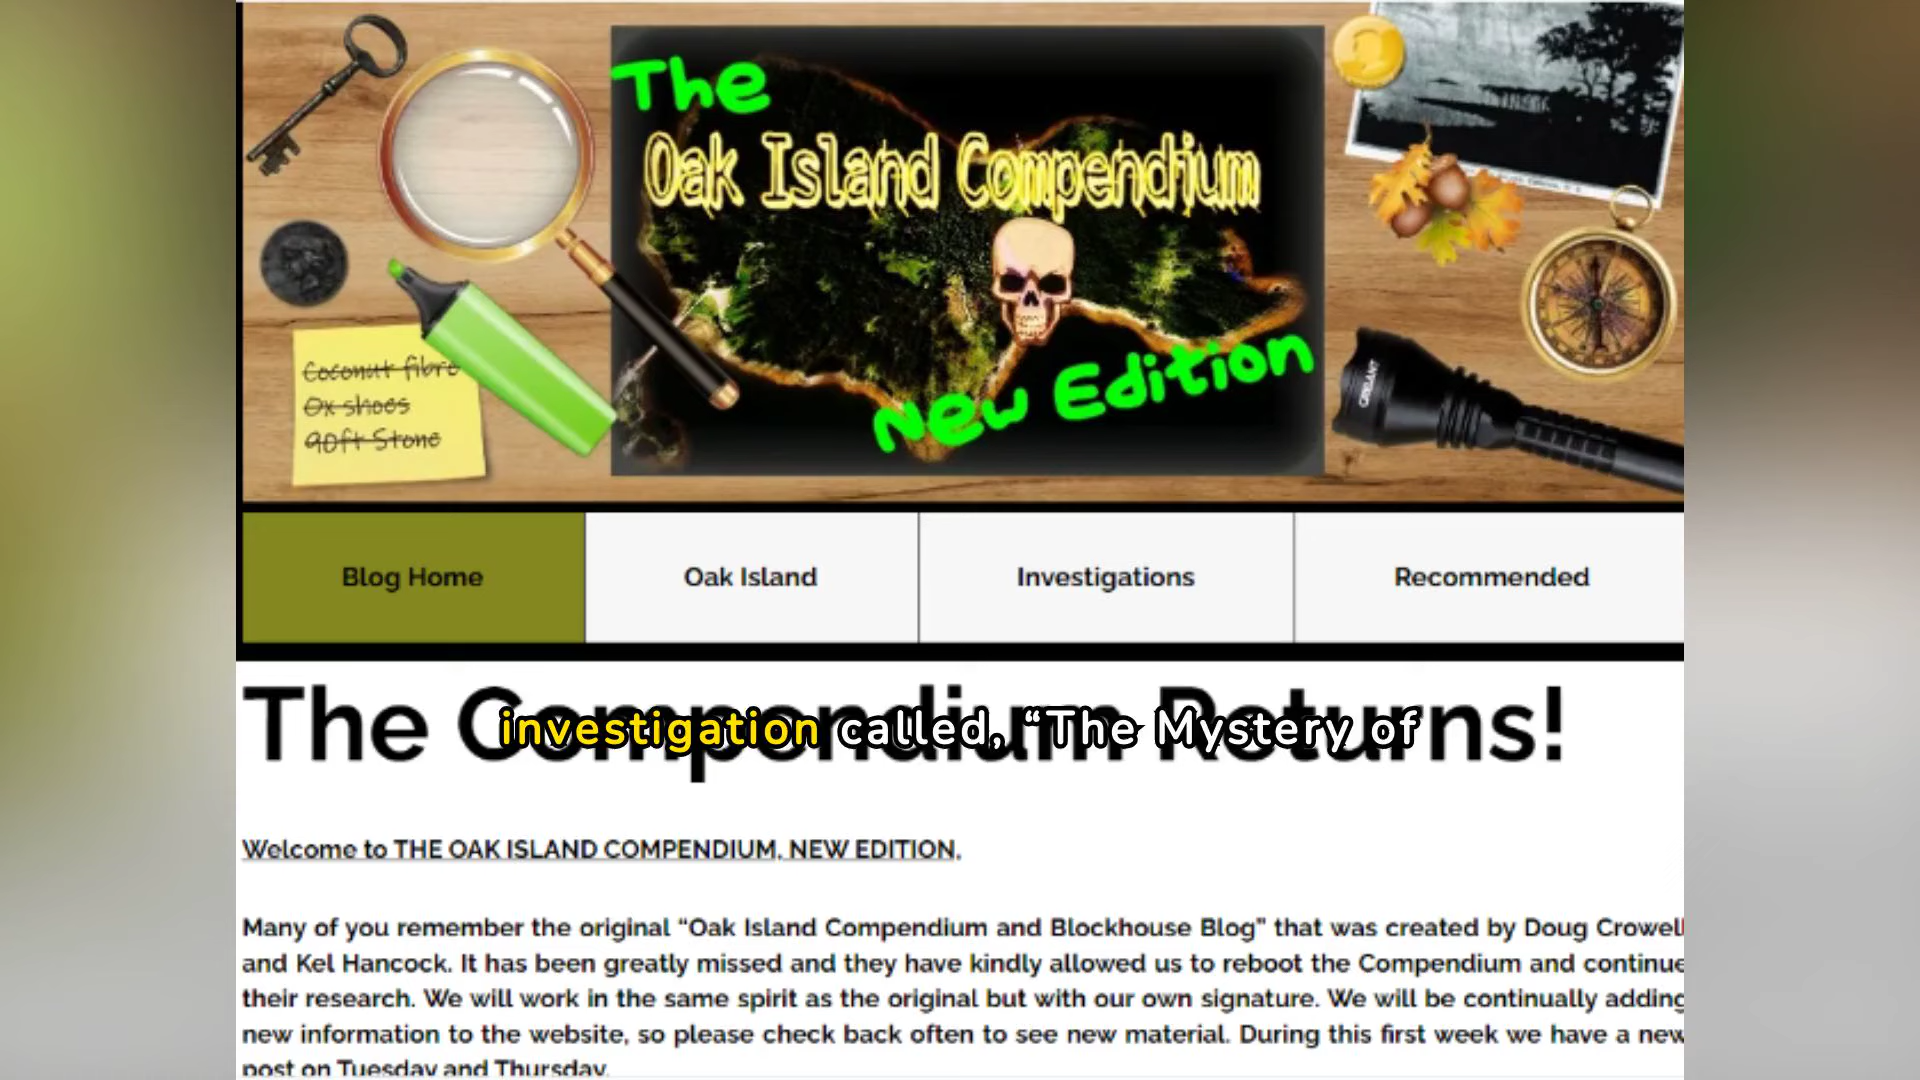 The
Oak Island Compendium
New Edition
Coconut fibre
Ox shoes
90ft Stone
Blog Home
Oak Island
Investigations
Recommended
The Compendium Returns!
investigation called, “The Mystery of
Welcome to THE OAK ISLAND COMPENDIUM, NEW EDITION.
Many of you remember the original “Oak Island Compendium and Blockhouse Blog” that was created by Doug Crowell
and Kel Hancock. It has been greatly missed and they have kindly allowed us to reboot the Compendium and continue
their research. We will work in the same spirit as the original but with our own signature. We will be continually adding
new information to the website, so please check back often to see new material. During this first week we have a new
post on Tuesday and Thursday.